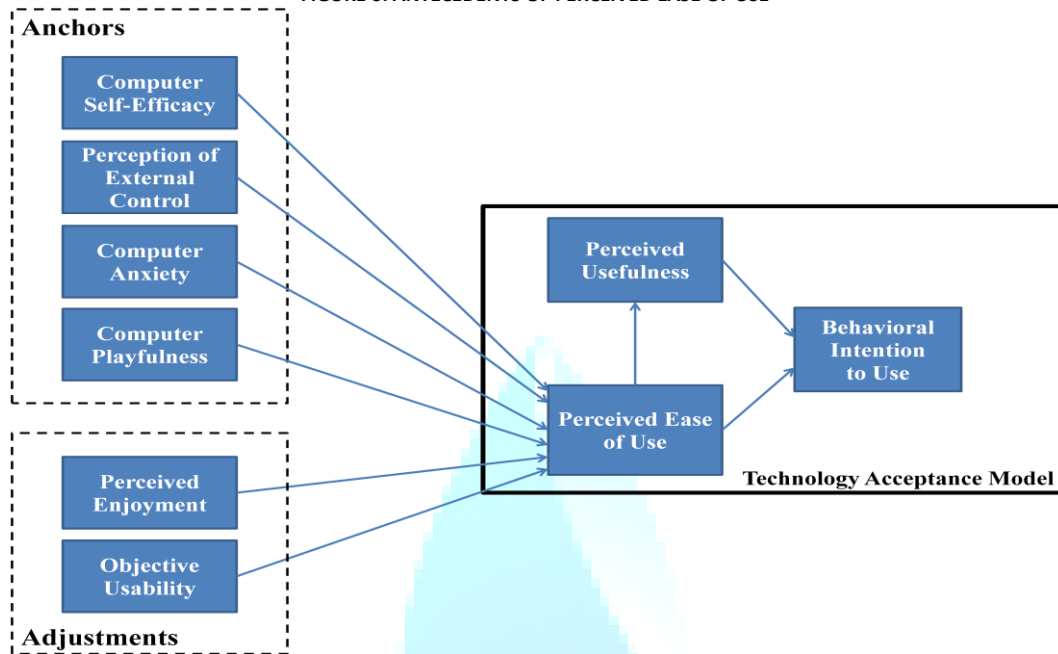 Anchors
Computer
Self-Efficacy
Perception of
External
Control
Computer
Anxiety
Computer
Playfulness
Perceived
Enjoyment
Objective
Usability
Adjustments
Perceived
Usefulness
Behavioral
Intention
to Use
Perceived Ease
of Use
Technology Acceptance Model